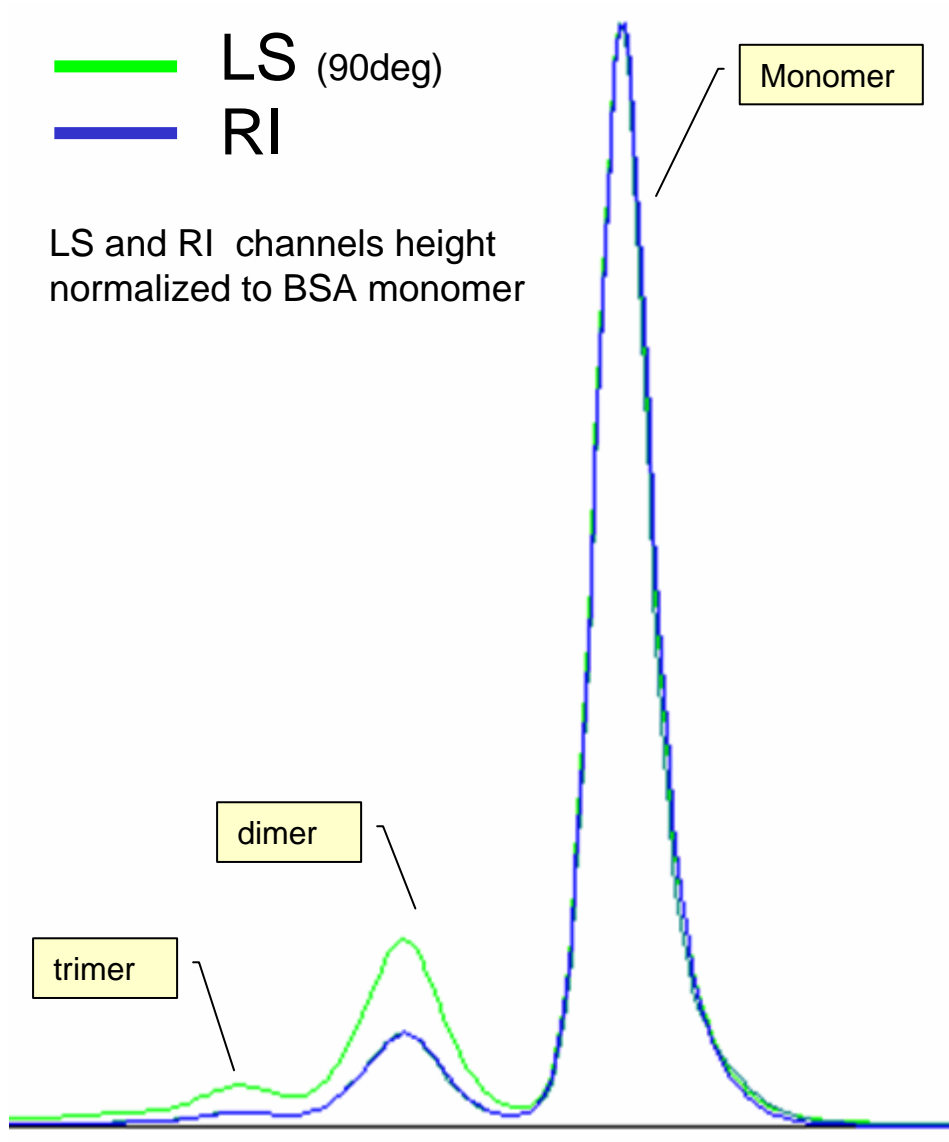 LS (90deg)
RI
LS and RI channels height
normalized to BSA monomer
Monomer
dimer
trimer